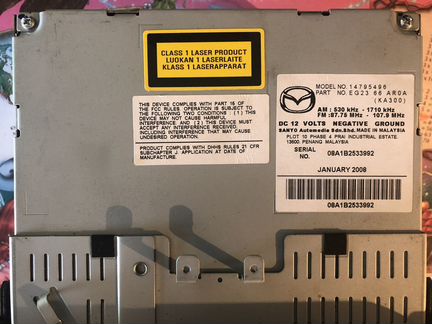 CLASS 1 LASER PRODUCT
LUOKAN 1 LASERLAITE
KLASS 1 LASERAPPARAT
THIS DEVICE COMPLIES WITH PART 15 OF
THE FCC RULES. OPERATION IS SUBJECT TO
THE FOLLOWING TWO CONDITIONS : (1) THIS
DEVICE MAY NOT CAUSE HARMFUL
INTERFERENCE, AND (2) THIS DEVICE MUST
ACCEPT ANY INTERFERENCE RECEIVED,
INCLUDING INTERFERENCE THAT MAY CAUSE
UNDESIRED OPERATION.
PRODUCT COMPLIES WITH DHHS RULES 21 CFR
SUBCHAPTER J. APPLICATION AT DATE OF
MANUFACTURE.
MODEL NO. 14795496
PART NO. EG23 66 AR0A
(KA300)
AM : 530 kHz - 1710 kHz
FM : 87.75 MHz - 107.9 MHz
DC 12 VOLTS NEGATIVE GROUND
SANYO Automedia Sdn.Bhd. MADE IN MALAYSIA
PLOT 10 PHASE 4 PRAI INDUSTRIAL ESTATE.
13600. PENANG MALAYSIA
SERIAL NO. 08A1B2533992
JANUARY 2008
08A1B2533992